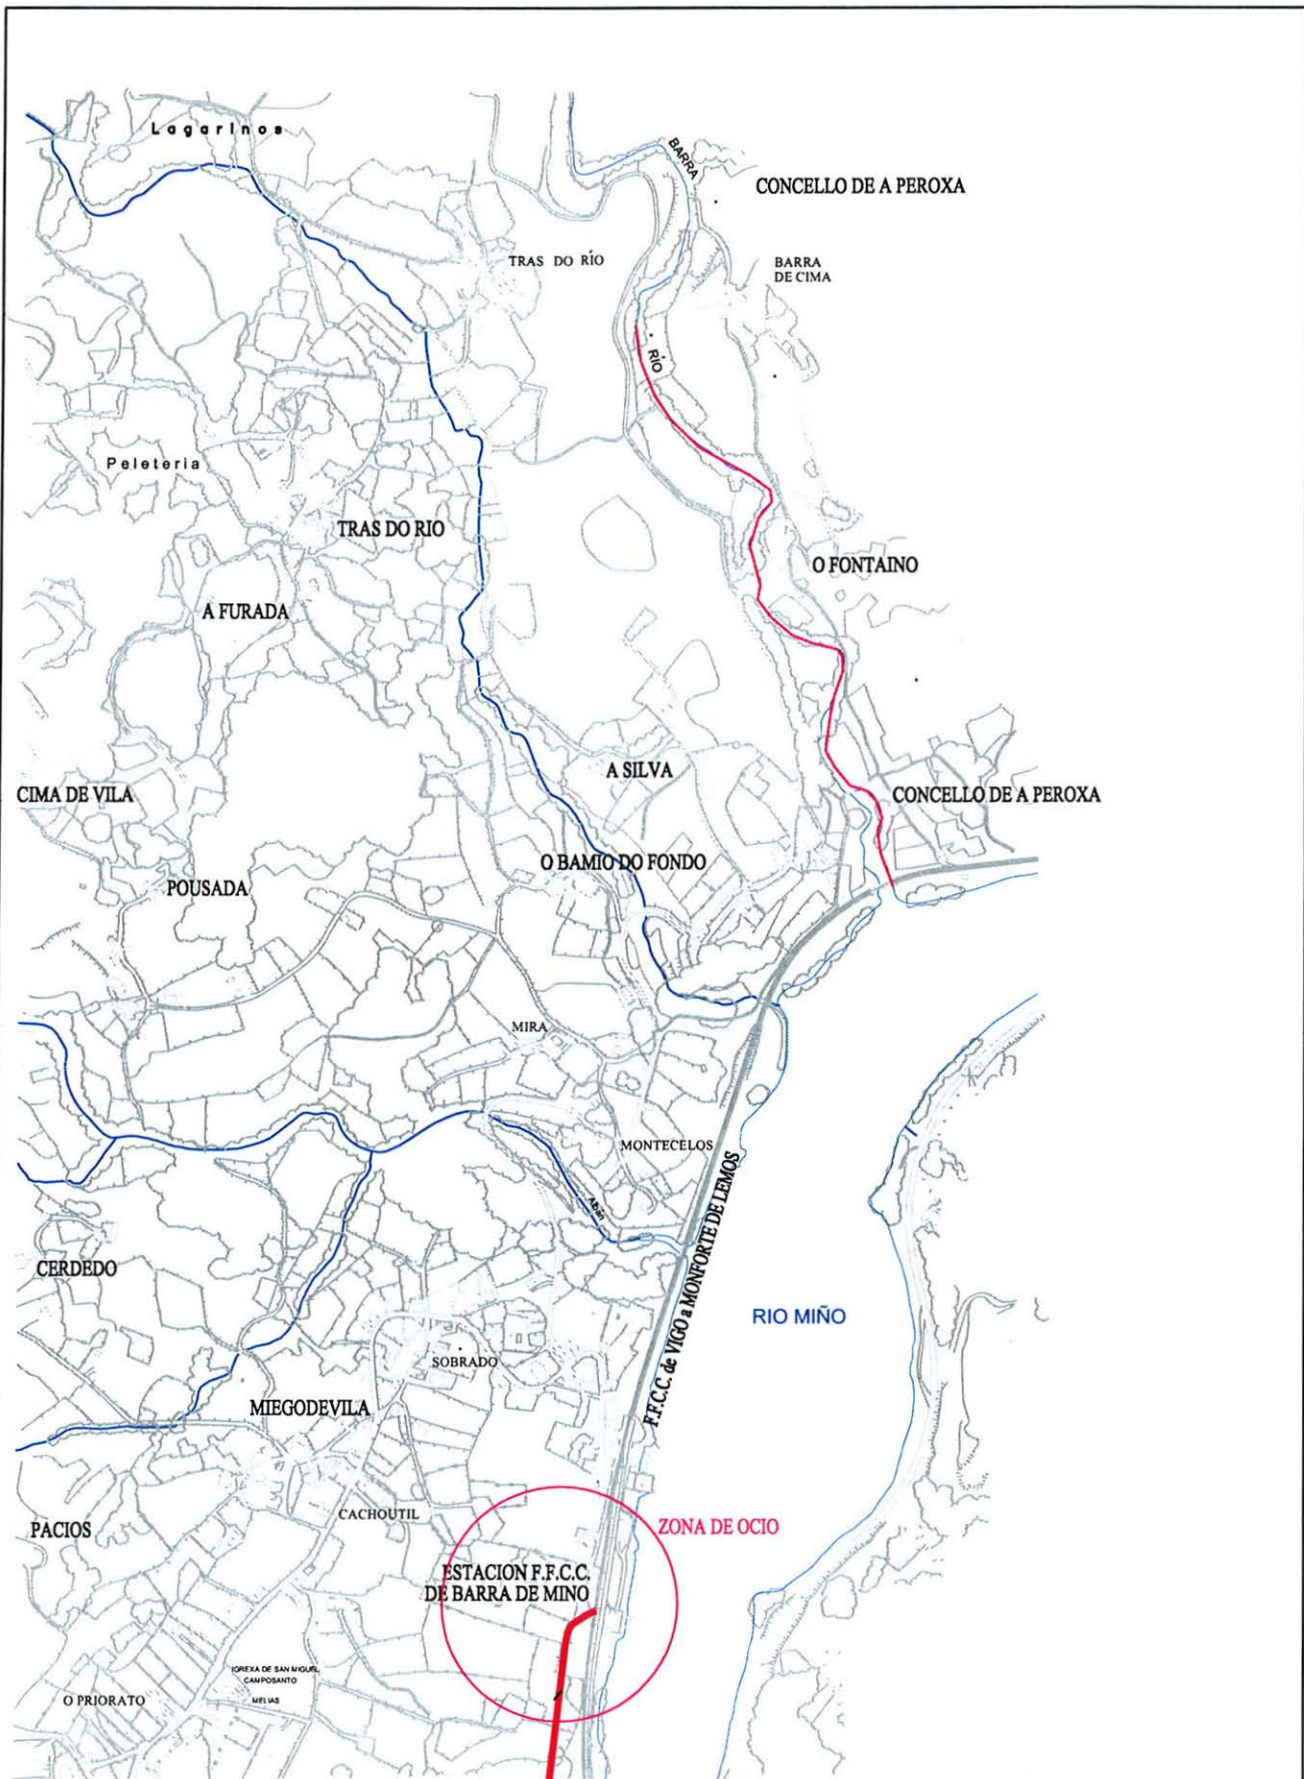 Lagarinos
BARRA
CONCELLO DE A PEROXA
TRAS DO RÍO
BARRA
DE CIMA
RÍO
Peleteria
TRAS DO RIO
O FONTAINO
A FURADA
A SILVA
CIMA DE VILA
CONCELLO DE A PEROXA
O BAMIO DO FONDO
POUSADA
MIRA
MONTECELOS
Abán
F.F.C.C. de VIGO a MONFORTE DE LEMOS
CERDEDO
RIO MIÑO
SOBRADO
MIEGODEVILA
CACHOUTIL
PACIOS
ZONA DE OCIO
ESTACION F.F.C.C.
DE BARRA DE MINO
IGREXA DE SAN MIGUEL
CAMPOSANTO
MELIAS
O PRIORATO